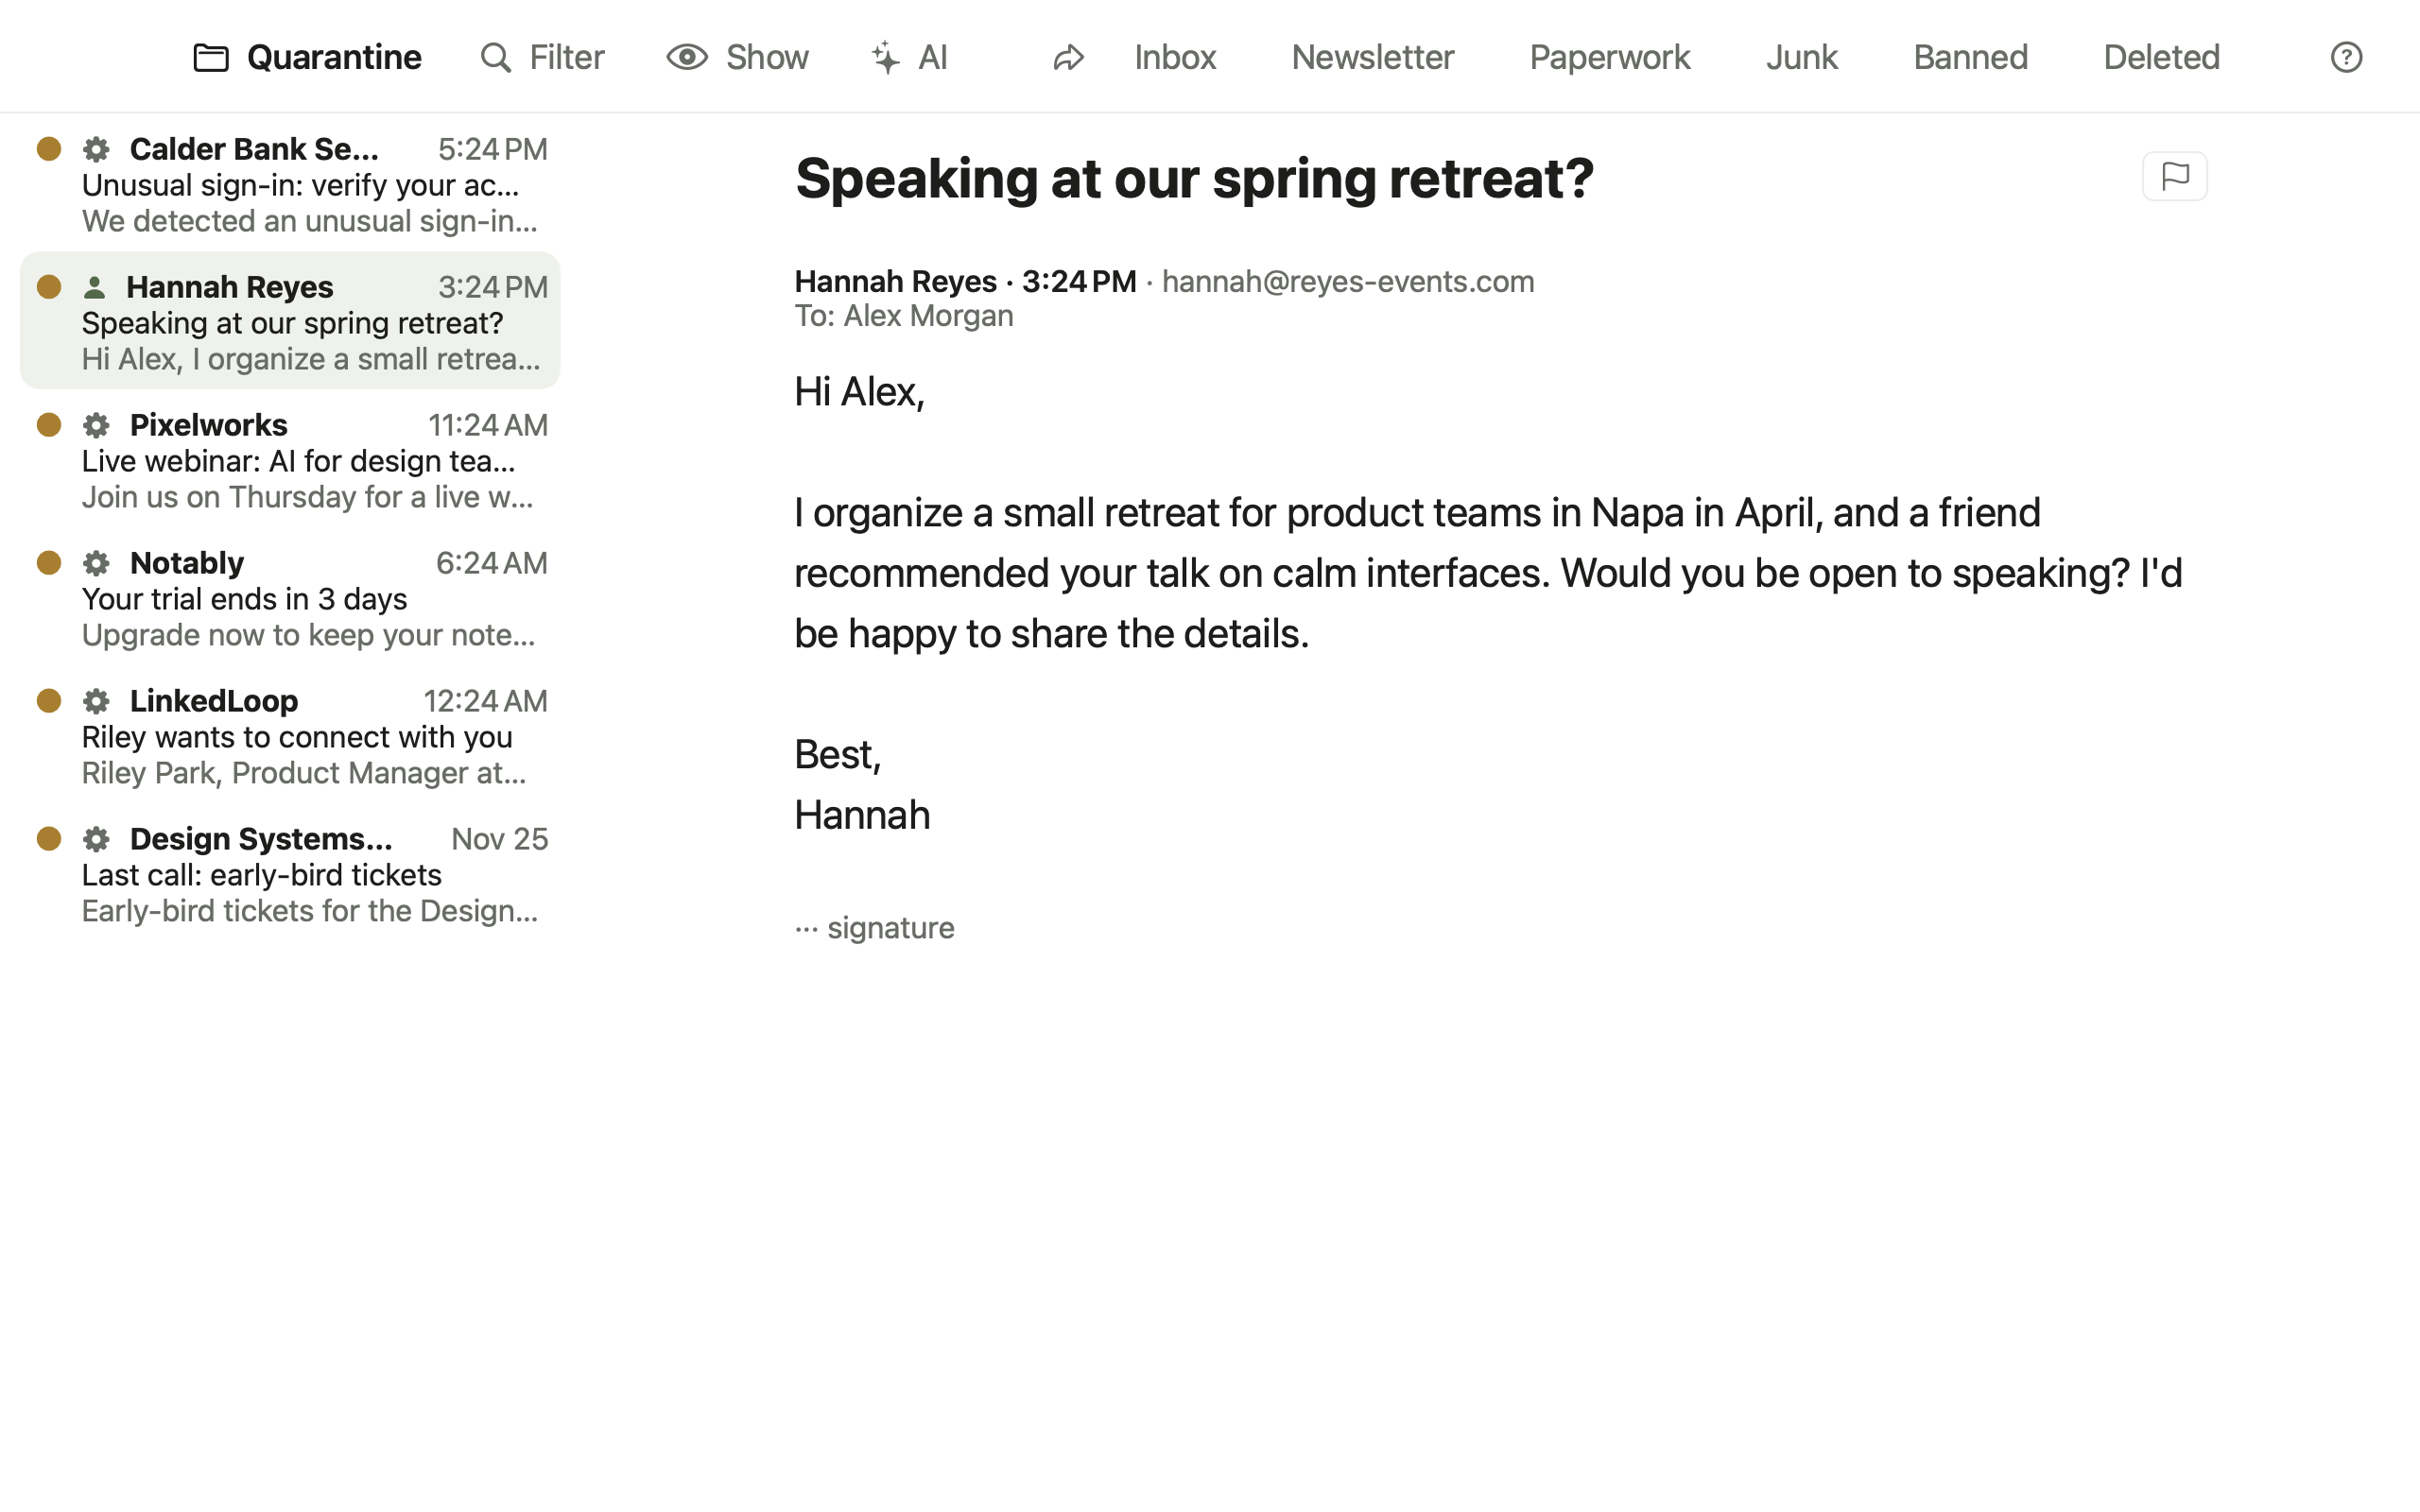 Quarantine Filter Show AI Inbox Newsletter Paperwork Junk Banned Deleted ?
Calder Bank Se... 5:24 PM
Unusual sign-in: verify your ac...
We detected an unusual sign-in...
Hannah Reyes 3:24 PM
Speaking at our spring retreat?
Hi Alex, I organize a small retrea...
Pixelworks 11:24 AM
Live webinar: AI for design tea...
Join us on Thursday for a live w...
Notably 6:24 AM
Your trial ends in 3 days
Upgrade now to keep your note...
LinkedLoop 12:24 AM
Riley wants to connect with you
Riley Park, Product Manager at...
Design Systems... Nov 25
Last call: early-bird tickets
Early-bird tickets for the Design...
Speaking at our spring retreat?
Hannah Reyes · 3:24 PM · hannah@reyes-events.com
To: Alex Morgan
Hi Alex,
I organize a small retreat for product teams in Napa in April, and a friend
recommended your talk on calm interfaces. Would you be open to speaking? I'd
be happy to share the details.
Best,
Hannah
··· signature